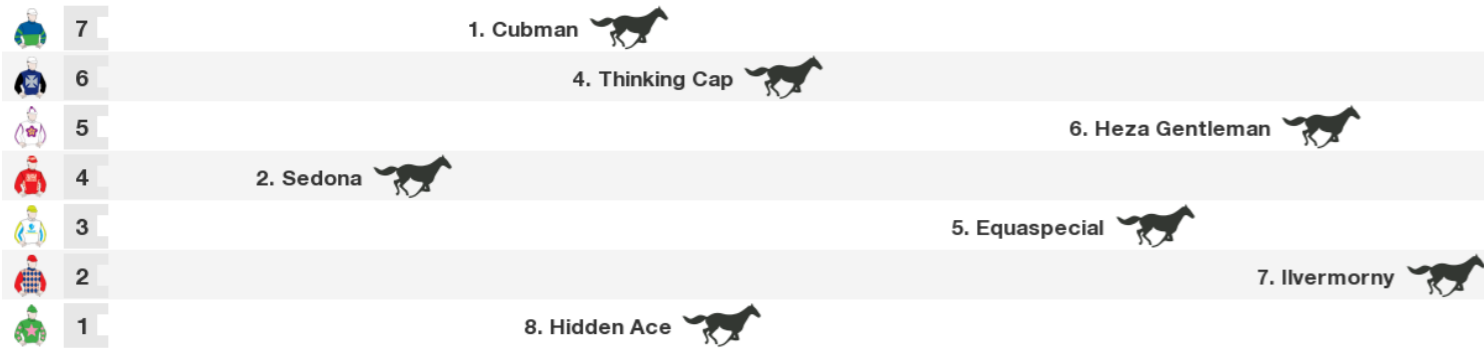 7 1. Cubman
6 4. Thinking Cap
5 6. Heza Gentleman
4 2. Sedona
3 5. Equaspecial
2 7. Ilvermorny
1 8. Hidden Ace